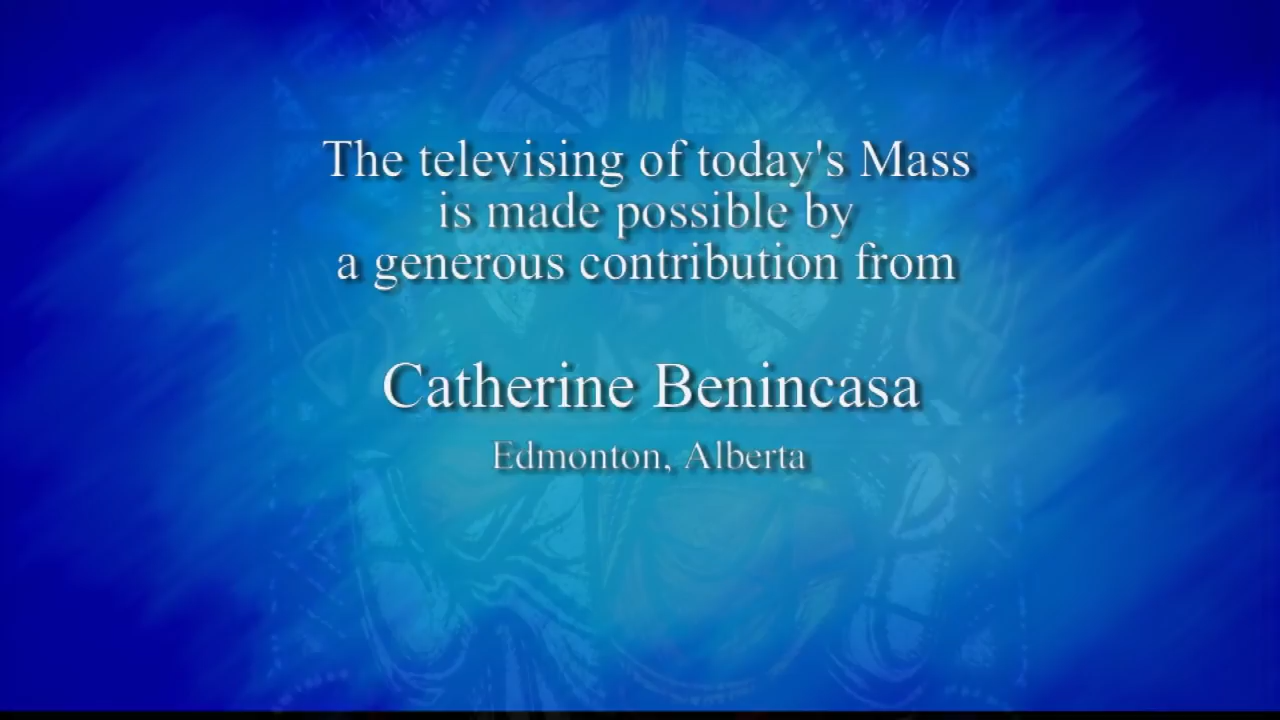 The televising of today's Mass
is made possible by
a generous contribution from
Catherine Benincasa
Edmonton, Alberta